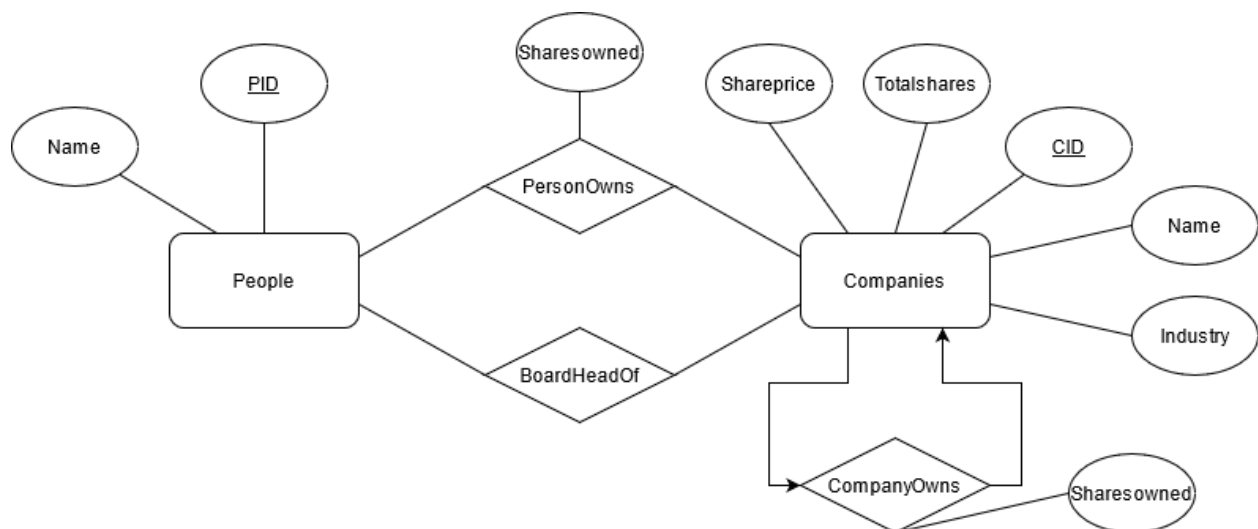 Sharesowned
PID
Shareprice
Totalshares
Name
CID
PersonOwns
Name
People
Companies
Industry
BoardHeadOf
CompanyOwns
Sharesowned